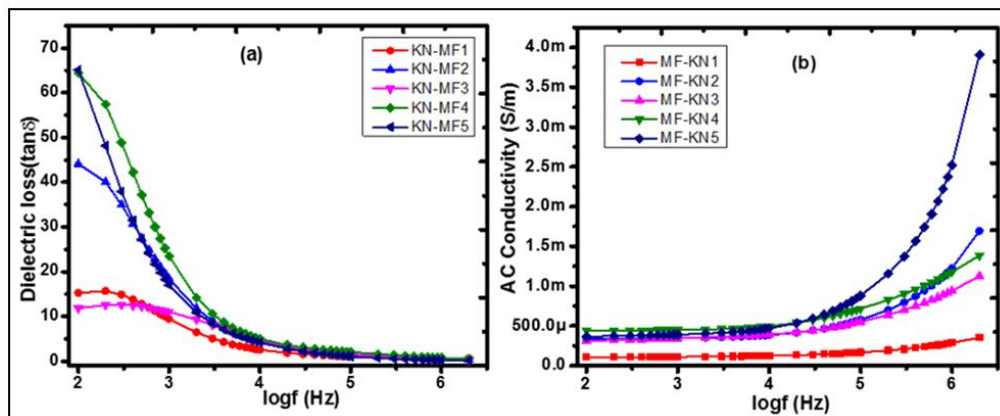 (a)
KN-MF1
KN-MF2
KN-MF3
KN-MF4
KN-MF5
Dielectric loss(tanδ)
70
60
50
40
30
20
10
0
2
3
4
5
6
logf (Hz)
(b)
MF-KN1
MF-KN2
MF-KN3
MF-KN4
MF-KN5
AC Conductivity (S/m)
4.0m
3.5m
3.0m
2.5m
2.0m
1.5m
1.0m
500.0μ
0.0
2
3
4
5
6
logf (Hz)